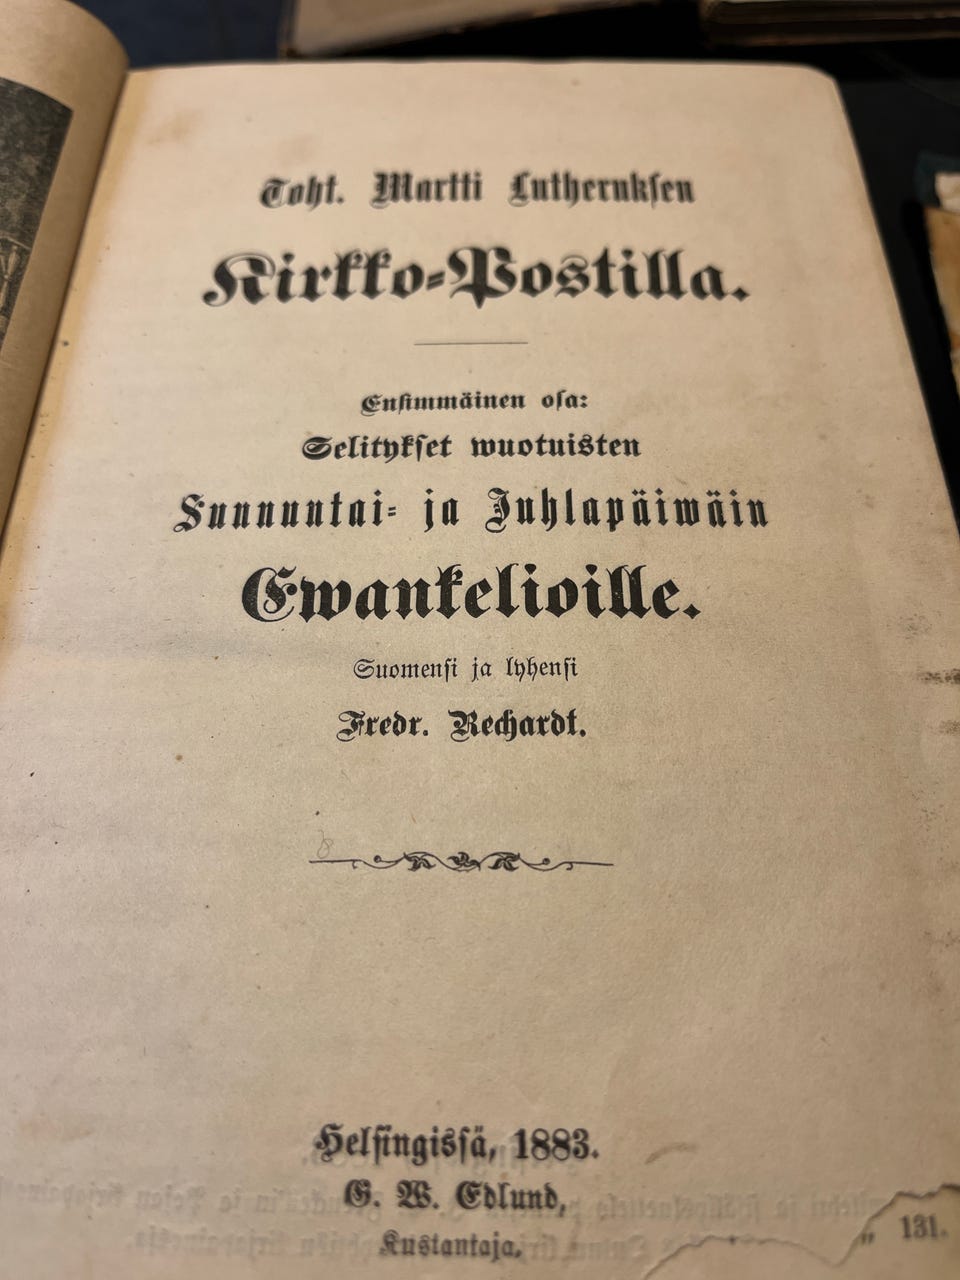 Toht. Martti Lutheruksen
Kirkko-Postilla.
Ensimmäinen osa:
Selitykset wuotuisten
Sunnuntai- ja Juhlapäiwäin
Ewankelioille.
Suomensi ja lyhensi
Fredr. Rechardt.
Helsingissä, 1883.
G. W. Edlund,
Kustantaja.
„ 131.